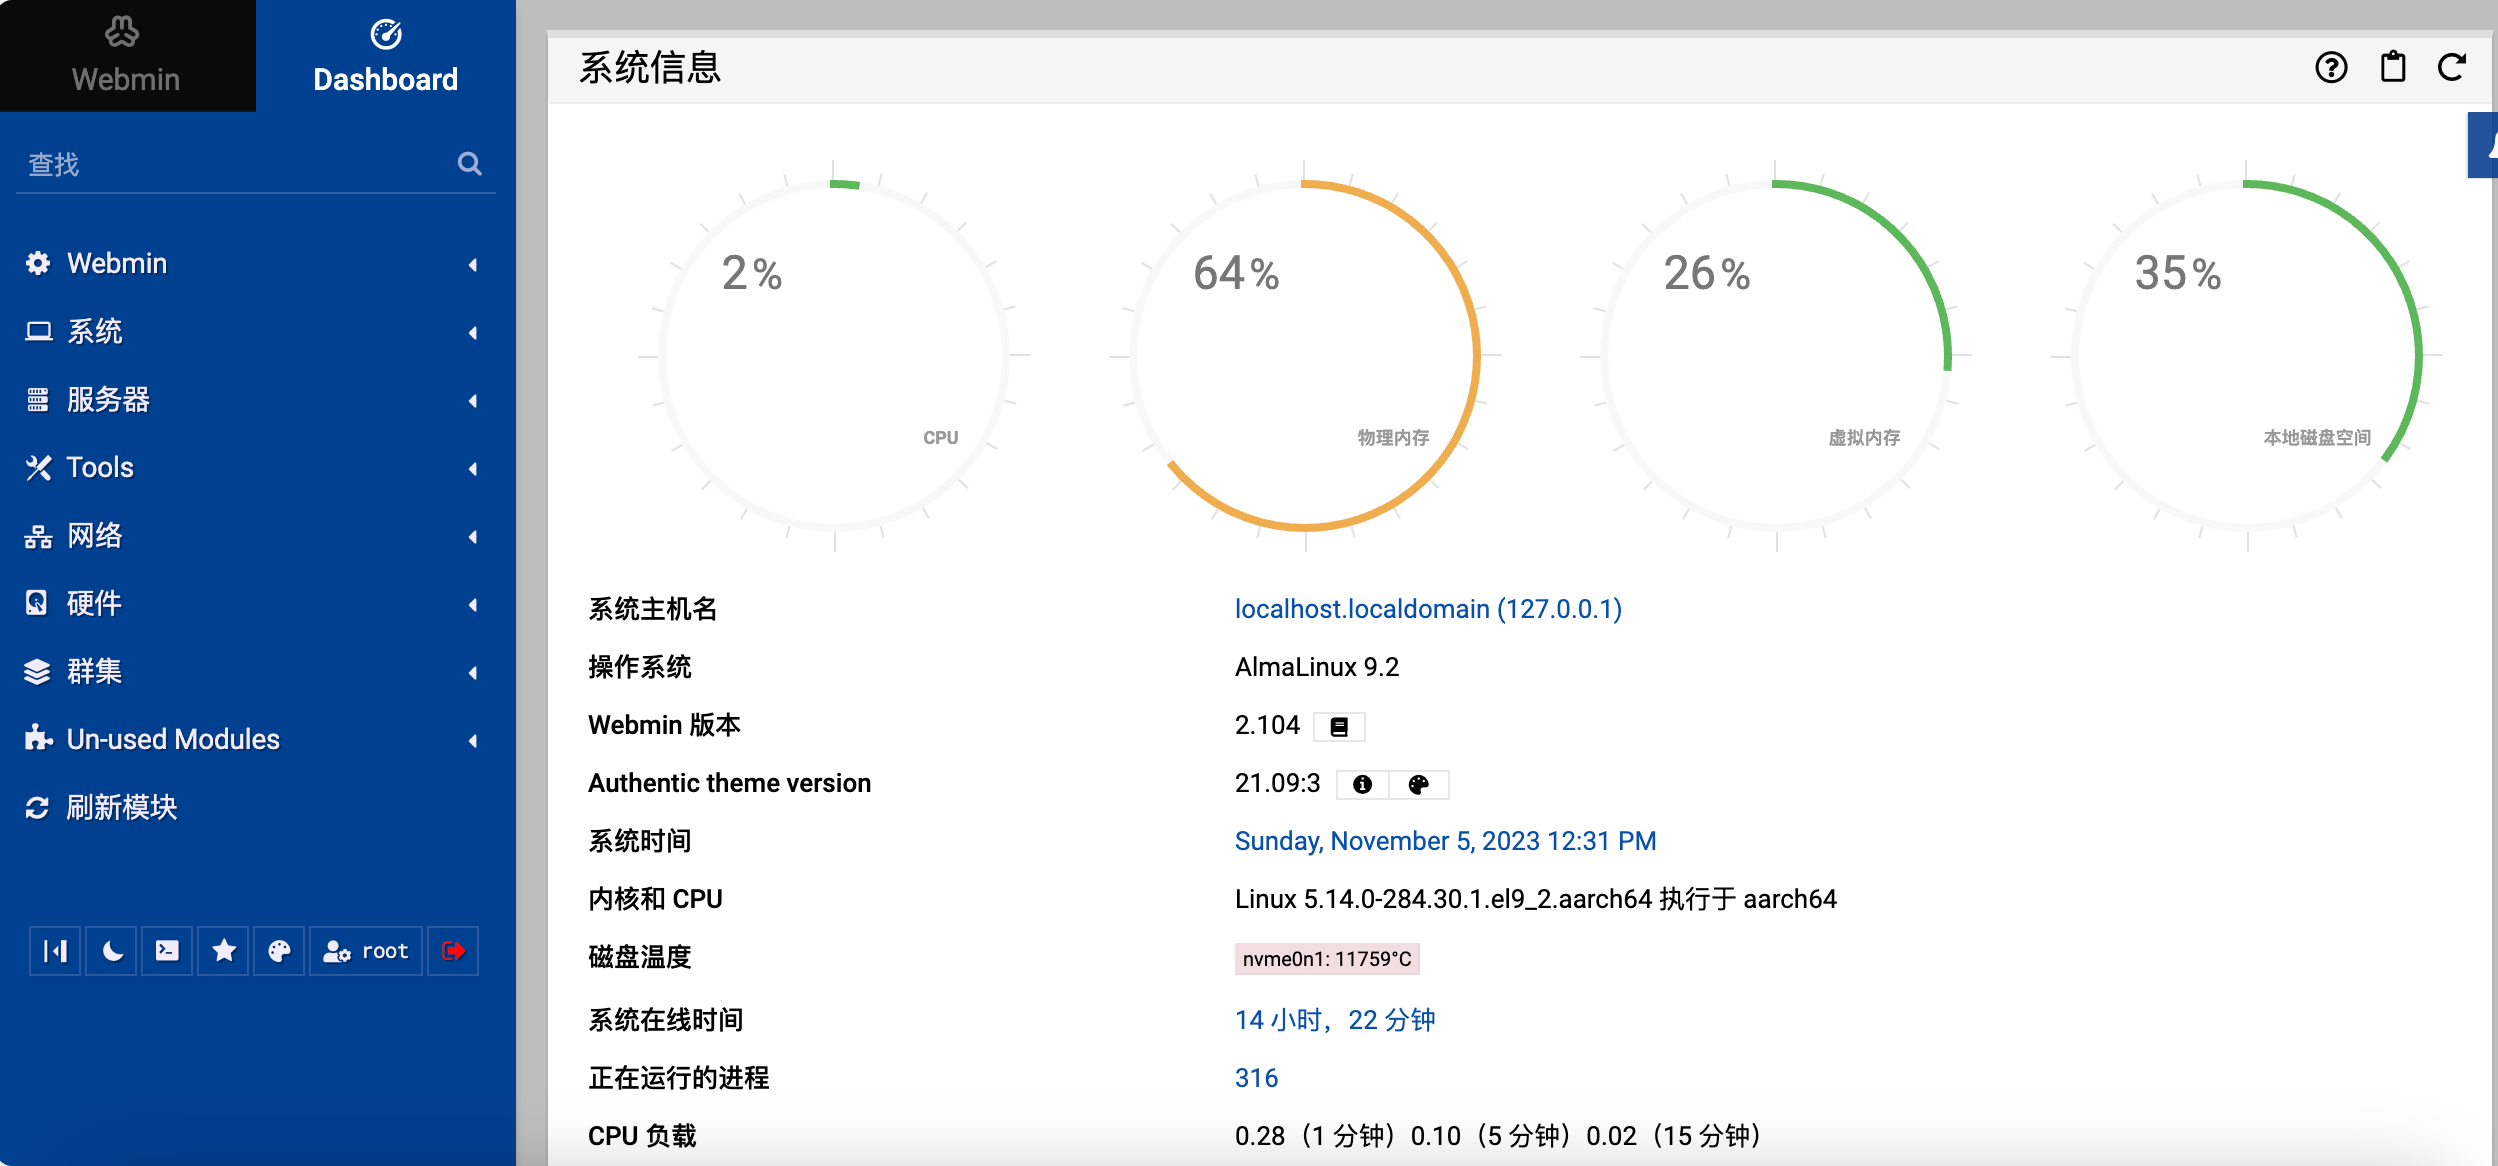 Webmin
Dashboard
查找
Webmin
系统
服务器
Tools
网络
硬件
群集
Un-used Modules
刷新模块
root
系统信息
2%
CPU
64%
物理内存
26%
虚拟内存
35%
本地磁盘空间
系统主机名 localhost.localdomain (127.0.0.1)
操作系统 AlmaLinux 9.2
Webmin 版本 2.104
Authentic theme version 21.09:3
系统时间 Sunday, November 5, 2023 12:31 PM
内核和 CPU Linux 5.14.0-284.30.1.el9_2.aarch64 执行于 aarch64
磁盘温度 nvme0n1: 11759°C
系统在线时间 14 小时，22 分钟
正在运行的进程 316
CPU 负载 0.28（1 分钟）0.10（5 分钟）0.02（15 分钟）